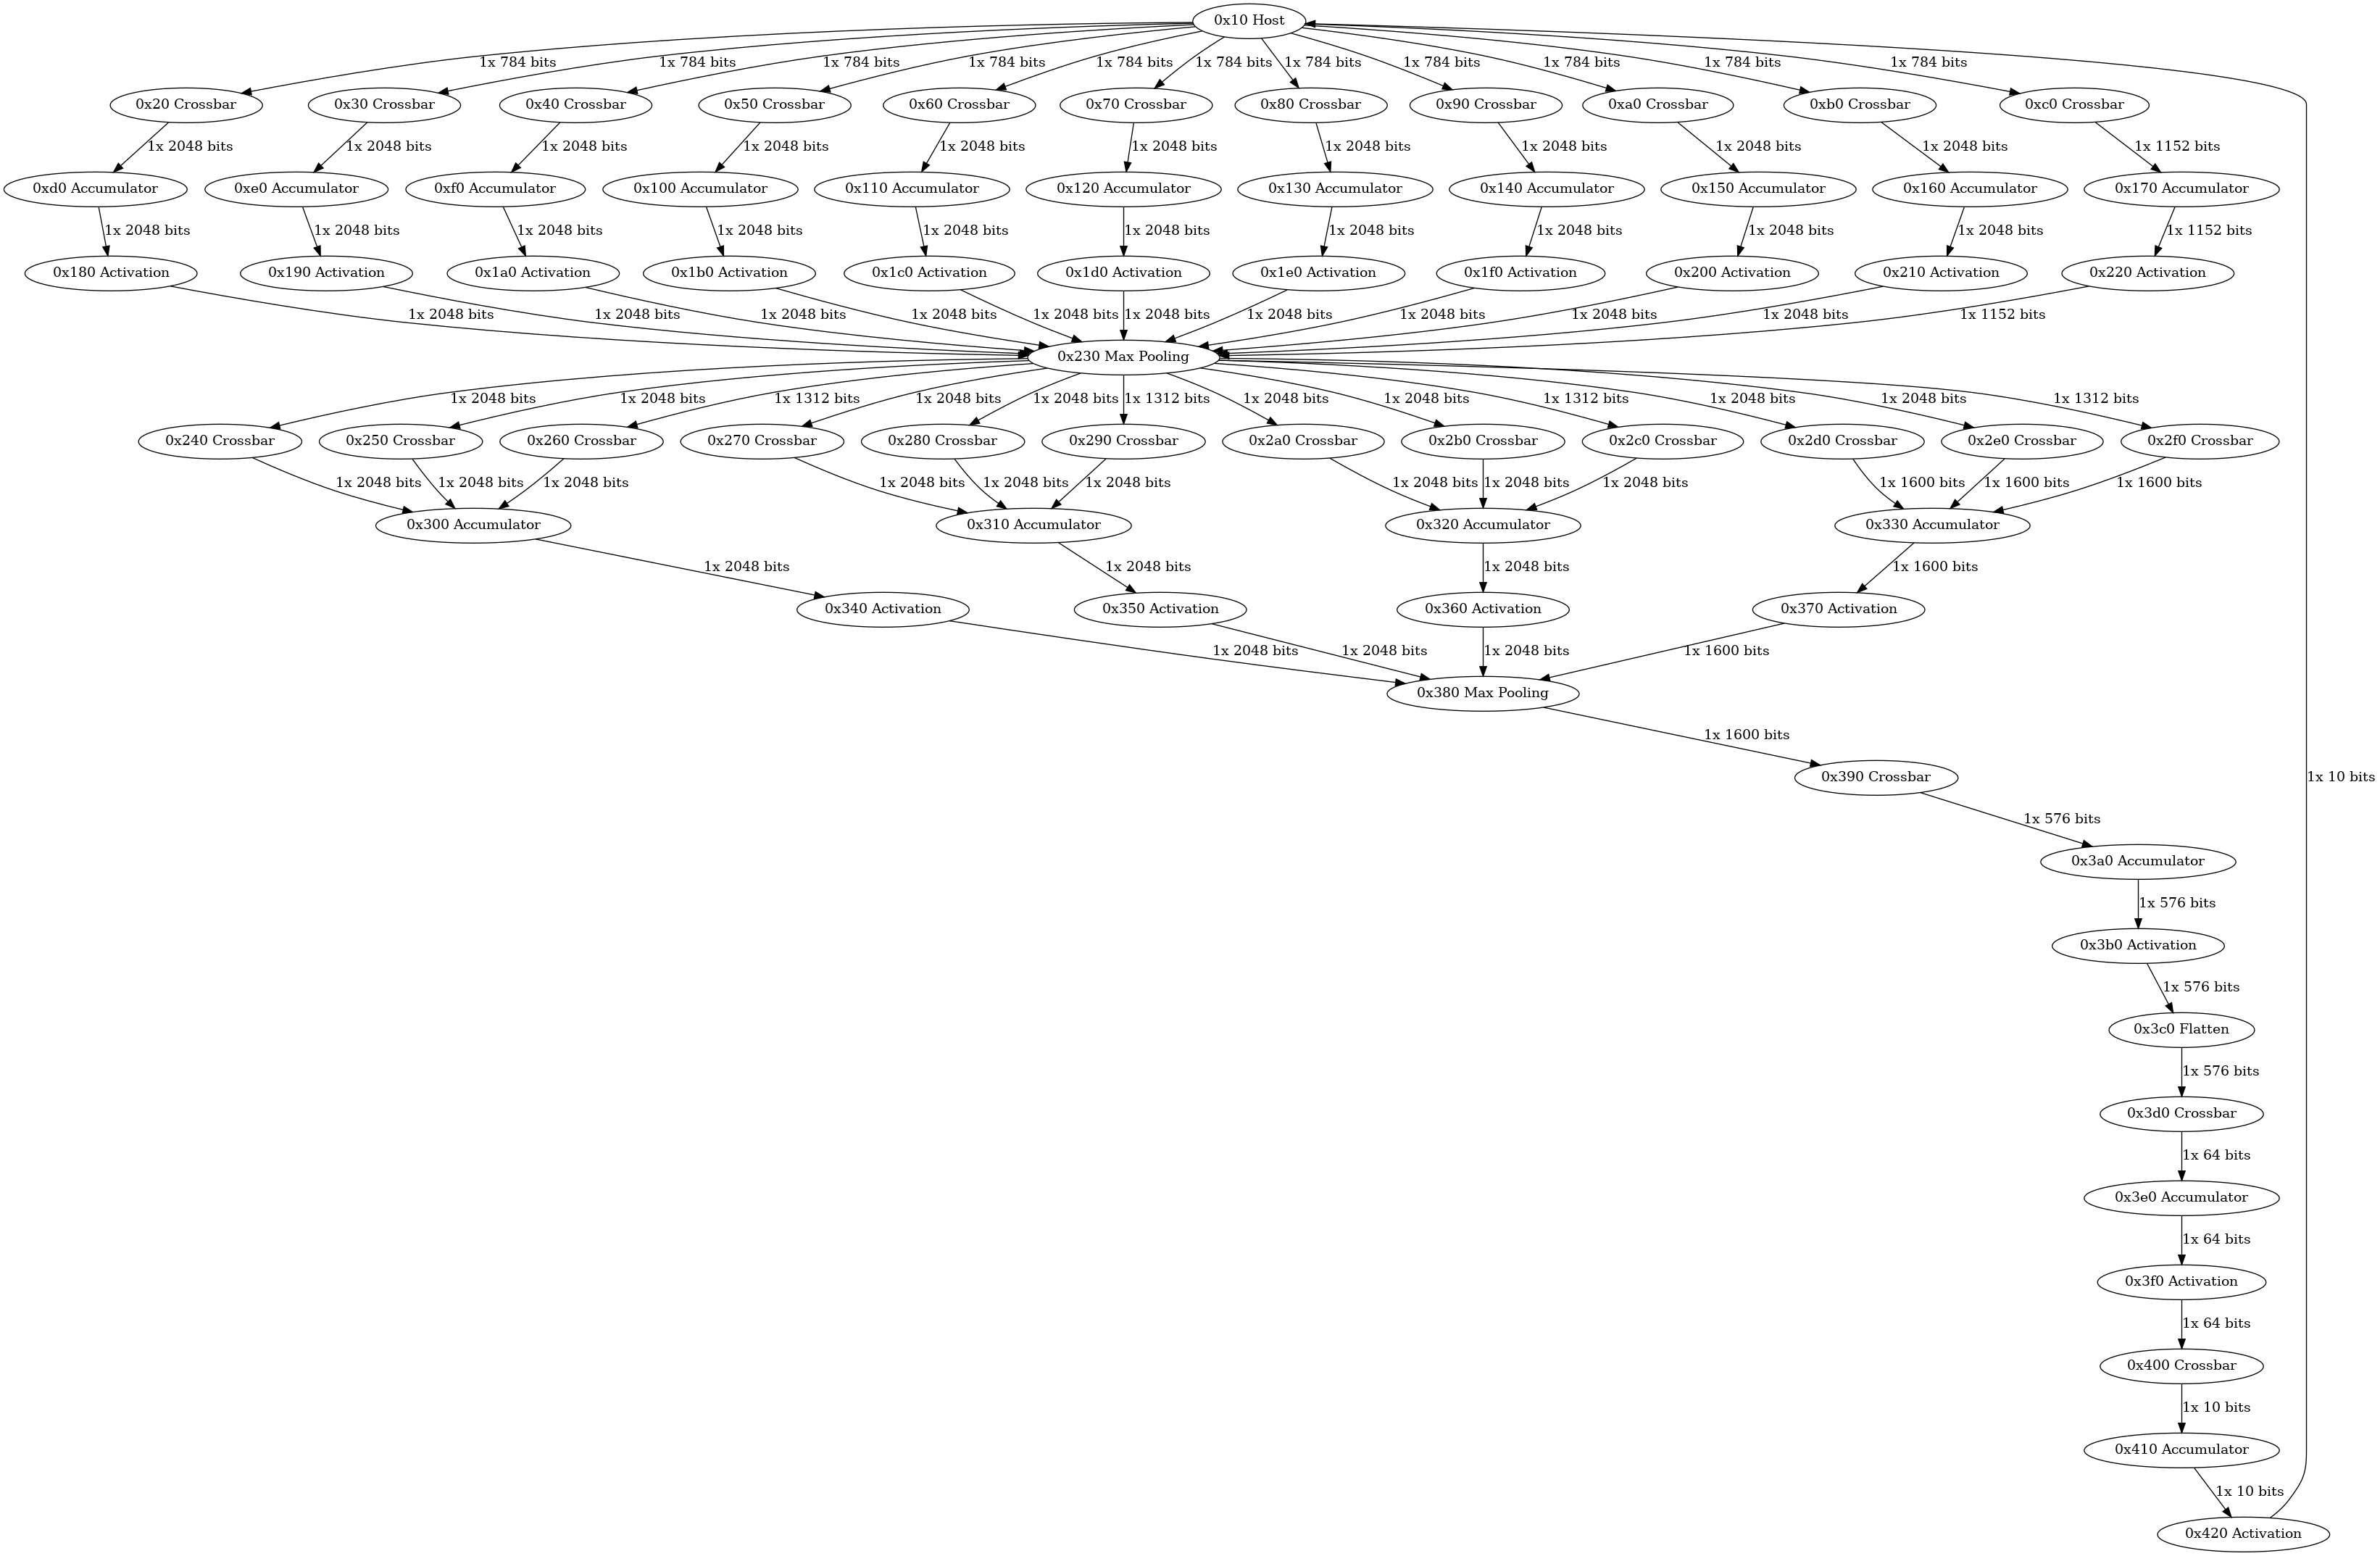 0x10 Host
1x 784 bits
1x 784 bits
1x 784 bits
1x 784 bits
1x 784 bits
1x 784 bits
1x 784 bits
1x 784 bits
1x 784 bits
1x 784 bits
1x 784 bits
0x20 Crossbar
0x30 Crossbar
0x40 Crossbar
0x50 Crossbar
0x60 Crossbar
0x70 Crossbar
0x80 Crossbar
0x90 Crossbar
0xa0 Crossbar
0xb0 Crossbar
0xc0 Crossbar
1x 2048 bits
1x 2048 bits
1x 2048 bits
1x 2048 bits
1x 2048 bits
1x 2048 bits
1x 2048 bits
1x 2048 bits
1x 2048 bits
1x 2048 bits
1x 1152 bits
0xd0 Accumulator
0xe0 Accumulator
0xf0 Accumulator
0x100 Accumulator
0x110 Accumulator
0x120 Accumulator
0x130 Accumulator
0x140 Accumulator
0x150 Accumulator
0x160 Accumulator
0x170 Accumulator
1x 2048 bits
1x 2048 bits
1x 2048 bits
1x 2048 bits
1x 2048 bits
1x 2048 bits
1x 2048 bits
1x 2048 bits
1x 2048 bits
1x 2048 bits
1x 1152 bits
0x180 Activation
0x190 Activation
0x1a0 Activation
0x1b0 Activation
0x1c0 Activation
0x1d0 Activation
0x1e0 Activation
0x1f0 Activation
0x200 Activation
0x210 Activation
0x220 Activation
1x 2048 bits
1x 2048 bits
1x 2048 bits
1x 2048 bits
1x 2048 bits
1x 2048 bits
1x 2048 bits
1x 2048 bits
1x 2048 bits
1x 2048 bits
1x 1152 bits
0x230 Max Pooling
1x 2048 bits
1x 2048 bits
1x 1312 bits
1x 2048 bits
1x 2048 bits
1x 1312 bits
1x 2048 bits
1x 2048 bits
1x 1312 bits
1x 2048 bits
1x 2048 bits
1x 1312 bits
0x240 Crossbar
0x250 Crossbar
0x260 Crossbar
0x270 Crossbar
0x280 Crossbar
0x290 Crossbar
0x2a0 Crossbar
0x2b0 Crossbar
0x2c0 Crossbar
0x2d0 Crossbar
0x2e0 Crossbar
0x2f0 Crossbar
1x 2048 bits
1x 2048 bits
1x 2048 bits
1x 2048 bits
1x 2048 bits
1x 2048 bits
1x 2048 bits
1x 2048 bits
1x 2048 bits
1x 1600 bits
1x 1600 bits
1x 1600 bits
0x300 Accumulator
0x310 Accumulator
0x320 Accumulator
0x330 Accumulator
1x 2048 bits
1x 2048 bits
1x 2048 bits
1x 1600 bits
0x340 Activation
0x350 Activation
0x360 Activation
0x370 Activation
1x 2048 bits
1x 2048 bits
1x 2048 bits
1x 1600 bits
0x380 Max Pooling
1x 1600 bits
0x390 Crossbar
1x 10 bits
1x 576 bits
0x3a0 Accumulator
1x 576 bits
0x3b0 Activation
1x 576 bits
0x3c0 Flatten
1x 576 bits
0x3d0 Crossbar
1x 64 bits
0x3e0 Accumulator
1x 64 bits
0x3f0 Activation
1x 64 bits
0x400 Crossbar
1x 10 bits
0x410 Accumulator
1x 10 bits
0x420 Activation